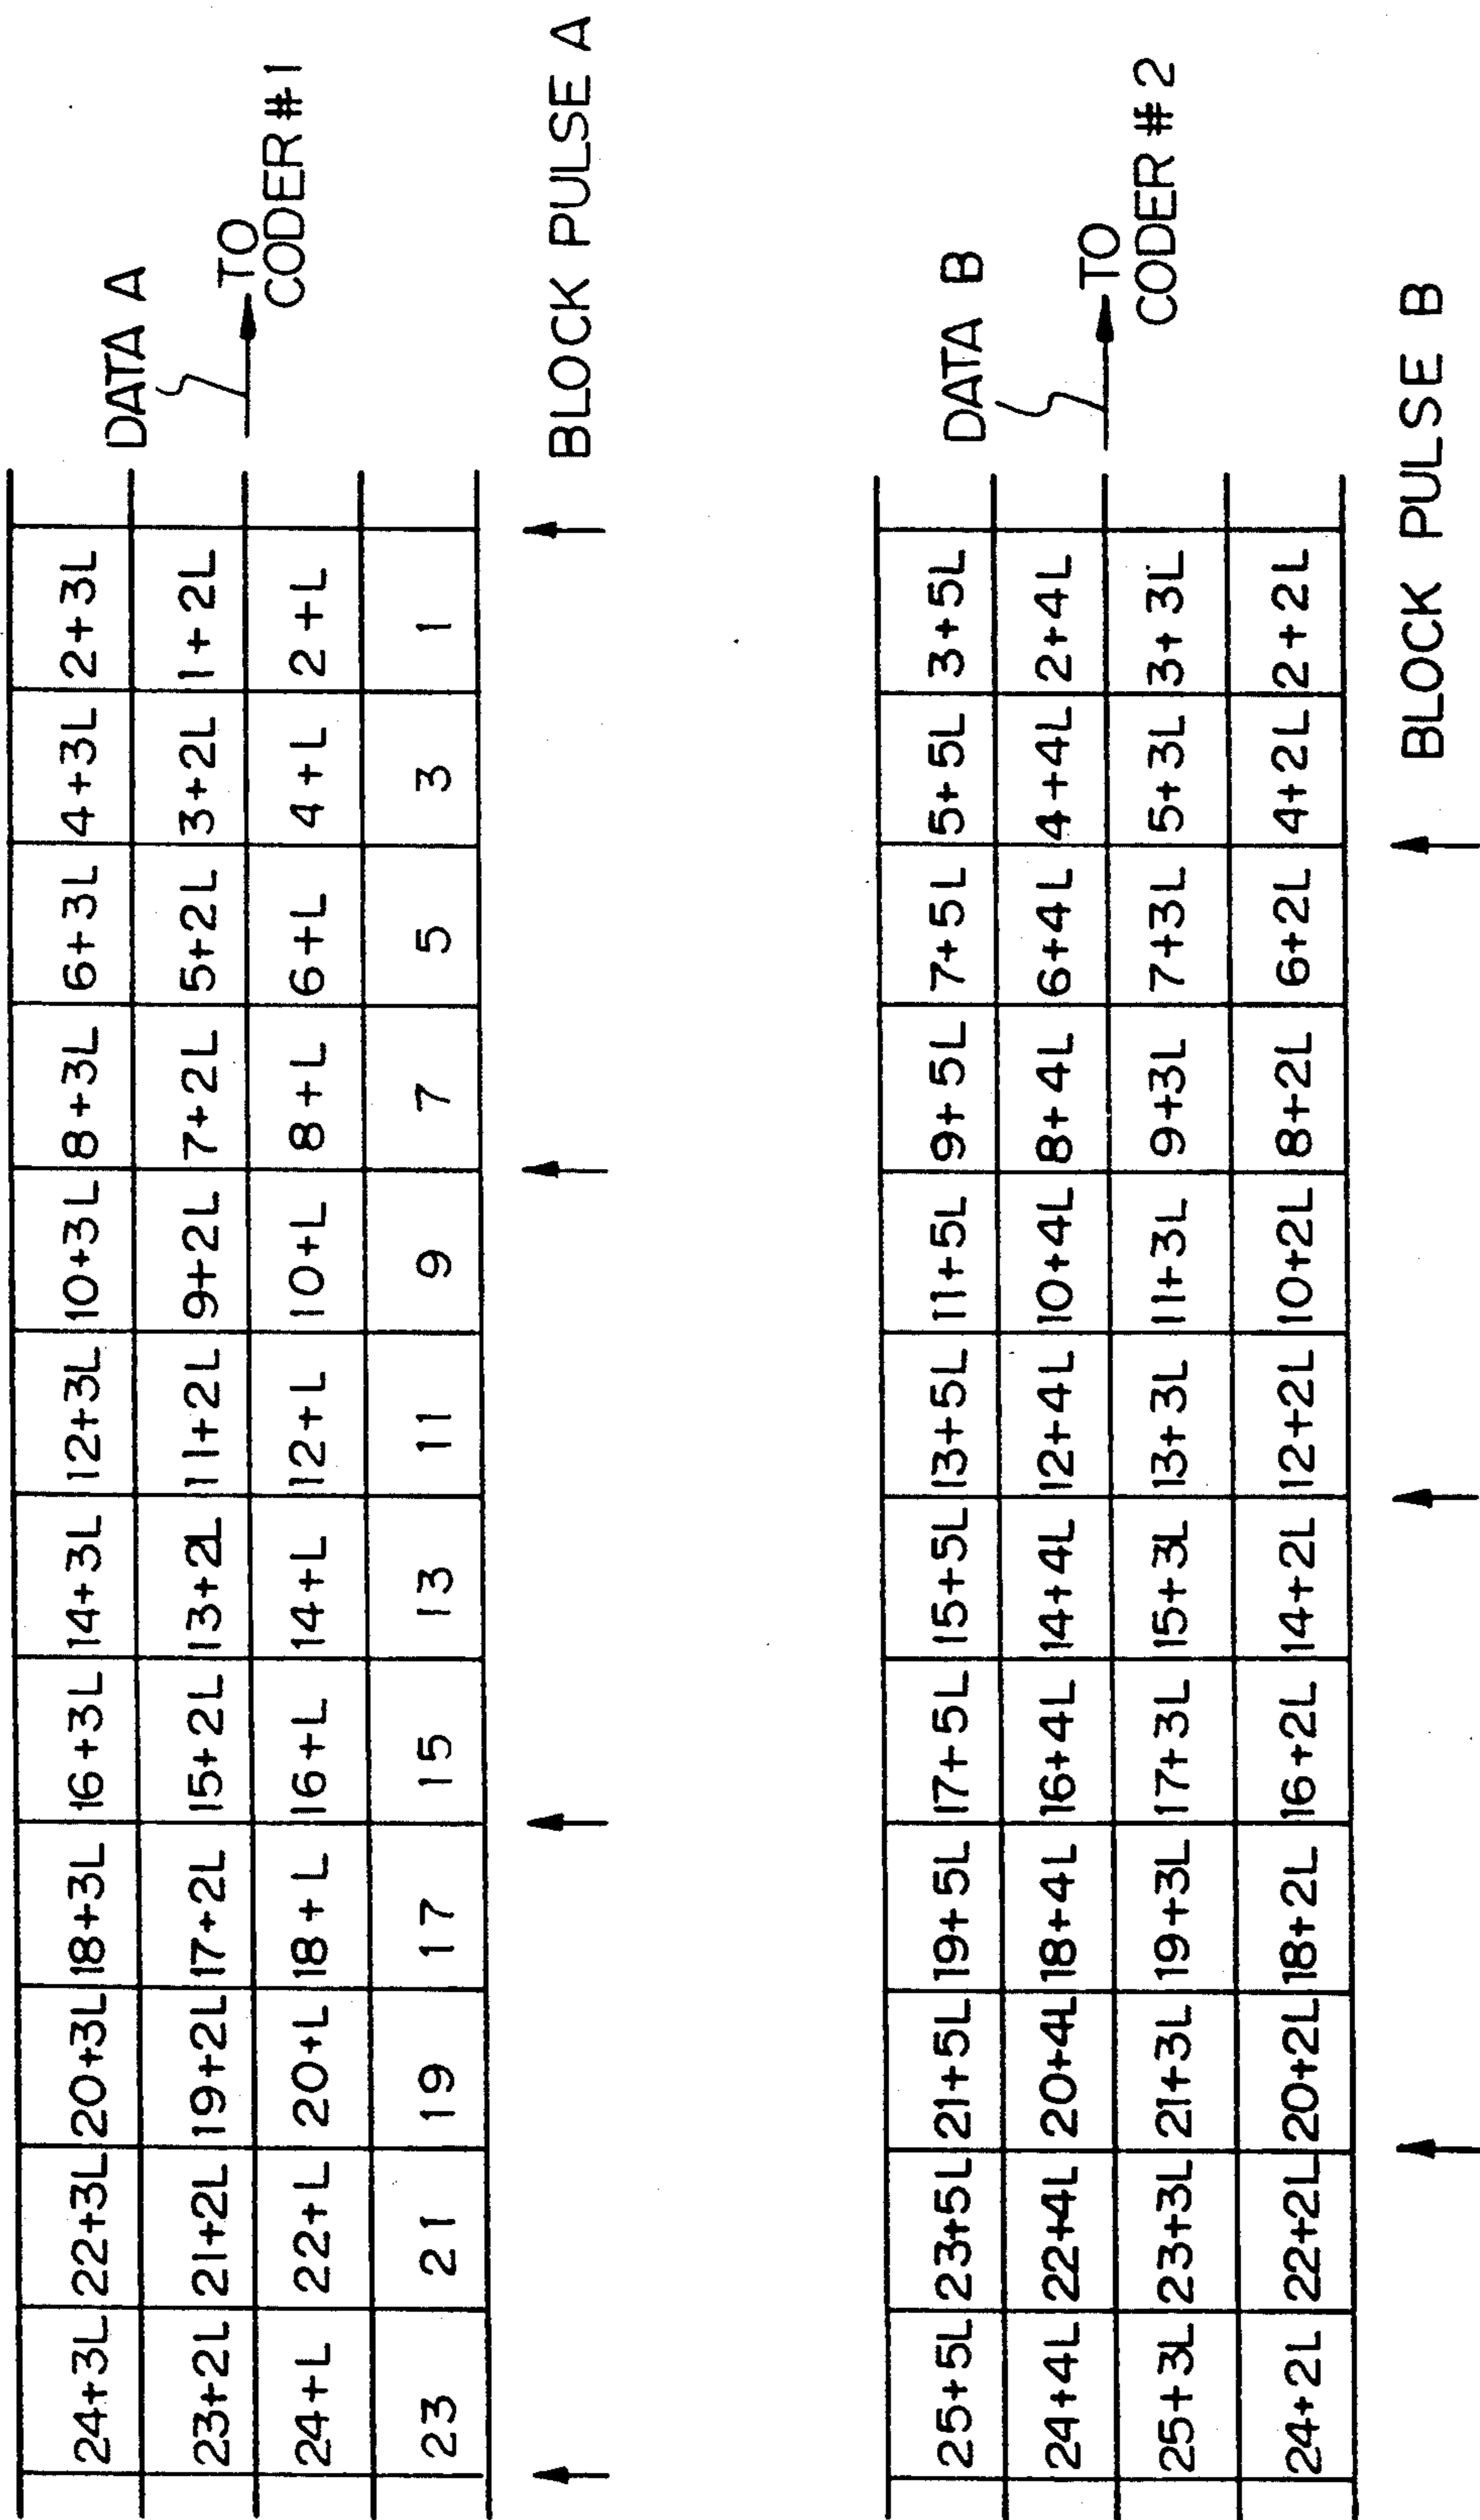 24+3L 22+3L 20+3L 18+3L 16+3L 14+3L 12+3L 10+3L 8+3L 6+3L 4+3L 2+3L
23+2L 21+2L 19+2L 17+2L 15+2L 13+2L 11+2L 9+2L 7+2L 5+2L 3+2L 1+2L
24+L 22+L 20+L 18+L 16+L 14+L 12+L 10+L 8+L 6+L 4+L 2+L
23 21 19 17 15 13 11 9 7 5 3 1
DATA A
TO
CODER #1
BLOCK PULSE A
25+5L 23+5L 21+5L 19+5L 17+5L 15+5L 13+5L 11+5L 9+5L 7+5L 5+5L 3+5L
24+4L 22+4L 20+4L 18+4L 16+4L 14+4L 12+4L 10+4L 8+4L 6+4L 4+4L 2+4L
25+3L 23+3L 21+3L 19+3L 17+3L 15+3L 13+3L 11+3L 9+3L 7+3L 5+3L 3+3L
24+2L 22+2L 20+2L 18+2L 16+2L 14+2L 12+2L 10+2L 8+2L 6+2L 4+2L 2+2L
DATA B
TO
CODER #2
BLOCK PULSE B